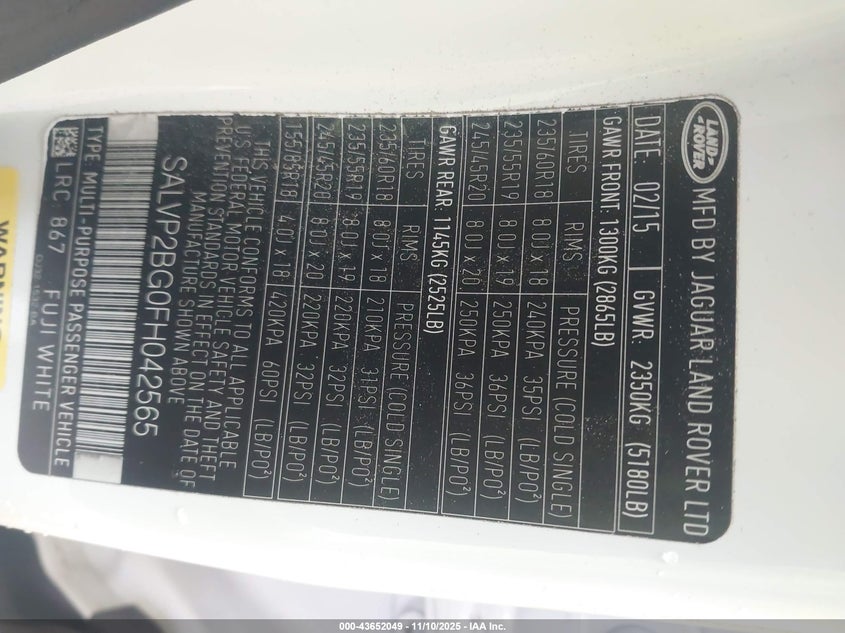 LAND ROVER
MFD BY JAGUAR LAND ROVER LTD
DATE: 02/15 GVWR: 2350KG (5180LB)
GAWR FRONT: 1300KG (2865LB)
TIRES RIMS PRESSURE (COLD SINGLE)
235/60R18 8.0J x 18 240KPA 35PSI (LB/PO²)
235/55R19 8.0J x 19 250KPA 36PSI (LB/PO²)
245/45R20 8.0J x 20 250KPA 36PSI (LB/PO²)
GAWR REAR: 1145KG (2525LB)
TIRES RIMS PRESSURE (COLD SINGLE)
235/60R18 8.0J x 18 210KPA 31PSI (LB/PO²)
235/55R19 8.0J x 19 220KPA 32PSI (LB/PO²)
245/45R20 8.0J x 20 220KPA 32PSI (LB/PO²)
155/85R18 4.0J x 18 420KPA 60PSI (LB/PO²)
THIS VEHICLE CONFORMS TO ALL APPLICABLE
U.S. FEDERAL MOTOR VEHICLE SAFETY AND THEFT
PREVENTION STANDARDS IN EFFECT ON THE DATE OF
MANUFACTURE SHOWN ABOVE
SALVP2BG0FH042565
TYPE: MULTI-PURPOSE PASSENGER VEHICLE
LRC 867 FUJI WHITE
WARNING
000-43652049 - 11/10/2025 - IAA Inc.